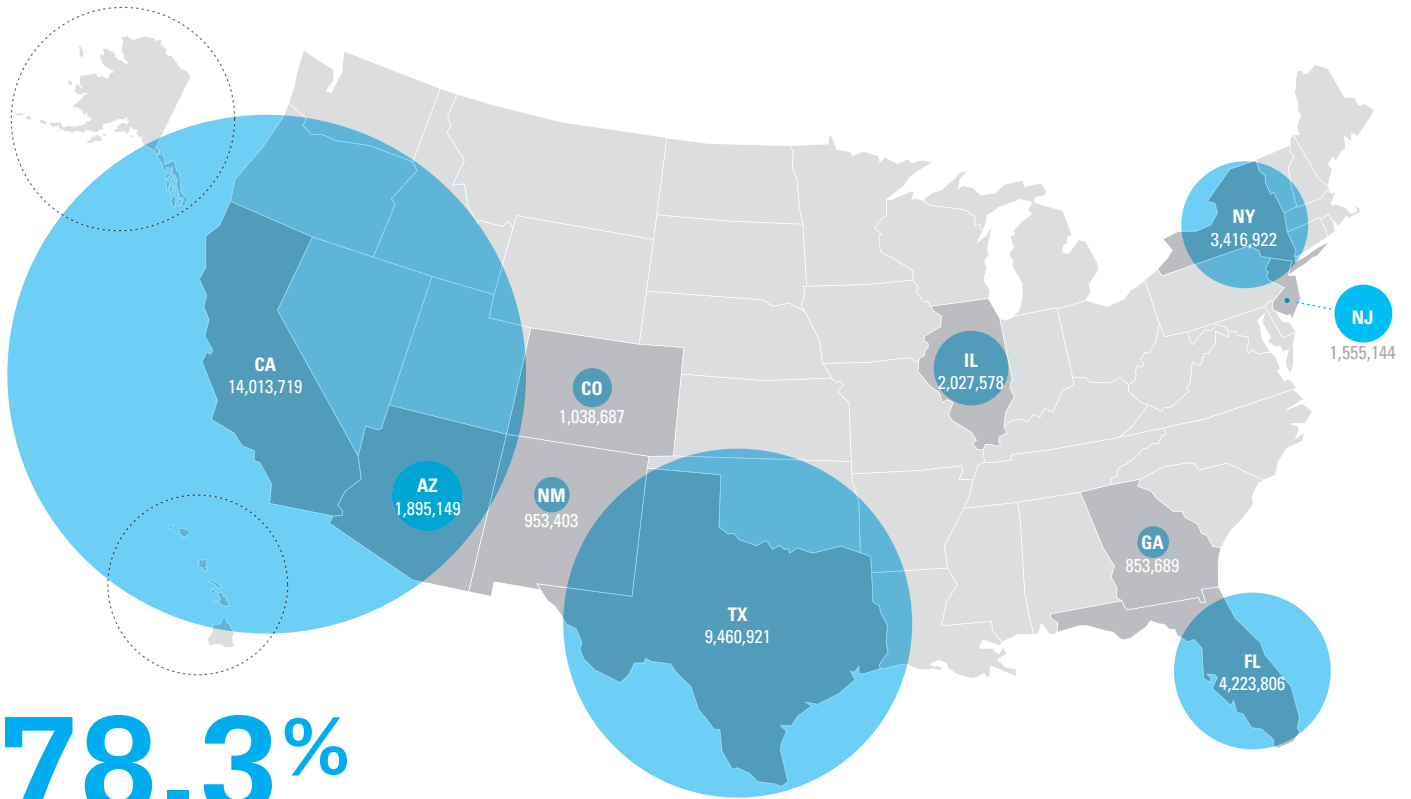 NY
3,416,922
NJ
1,555,144
CA
14,013,719
IL
2,027,578
CO
1,038,687
AZ
1,895,149
NM
953,403
GA
853,689
TX
9,460,921
FL
4,223,806
78.3%